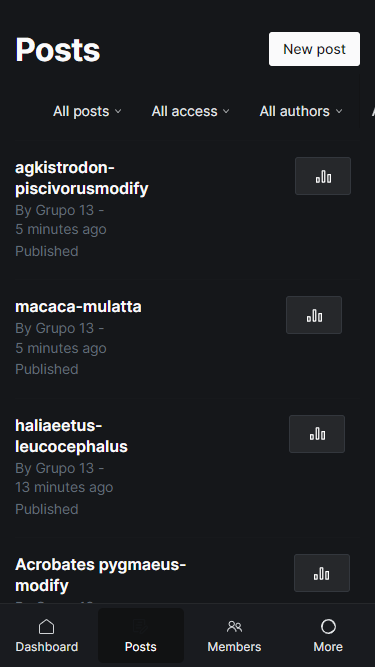 Posts
New post
All posts
All access
All authors
agkistrodon-
piscivorusmodify
By Grupo 13 -
5 minutes ago
Published
macaca-mulatta
By Grupo 13 -
5 minutes ago
Published
haliaeetus-
leucocephalus
By Grupo 13 -
13 minutes ago
Published
Acrobates pygmaeus-
modify
Dashboard
Posts
Members
More